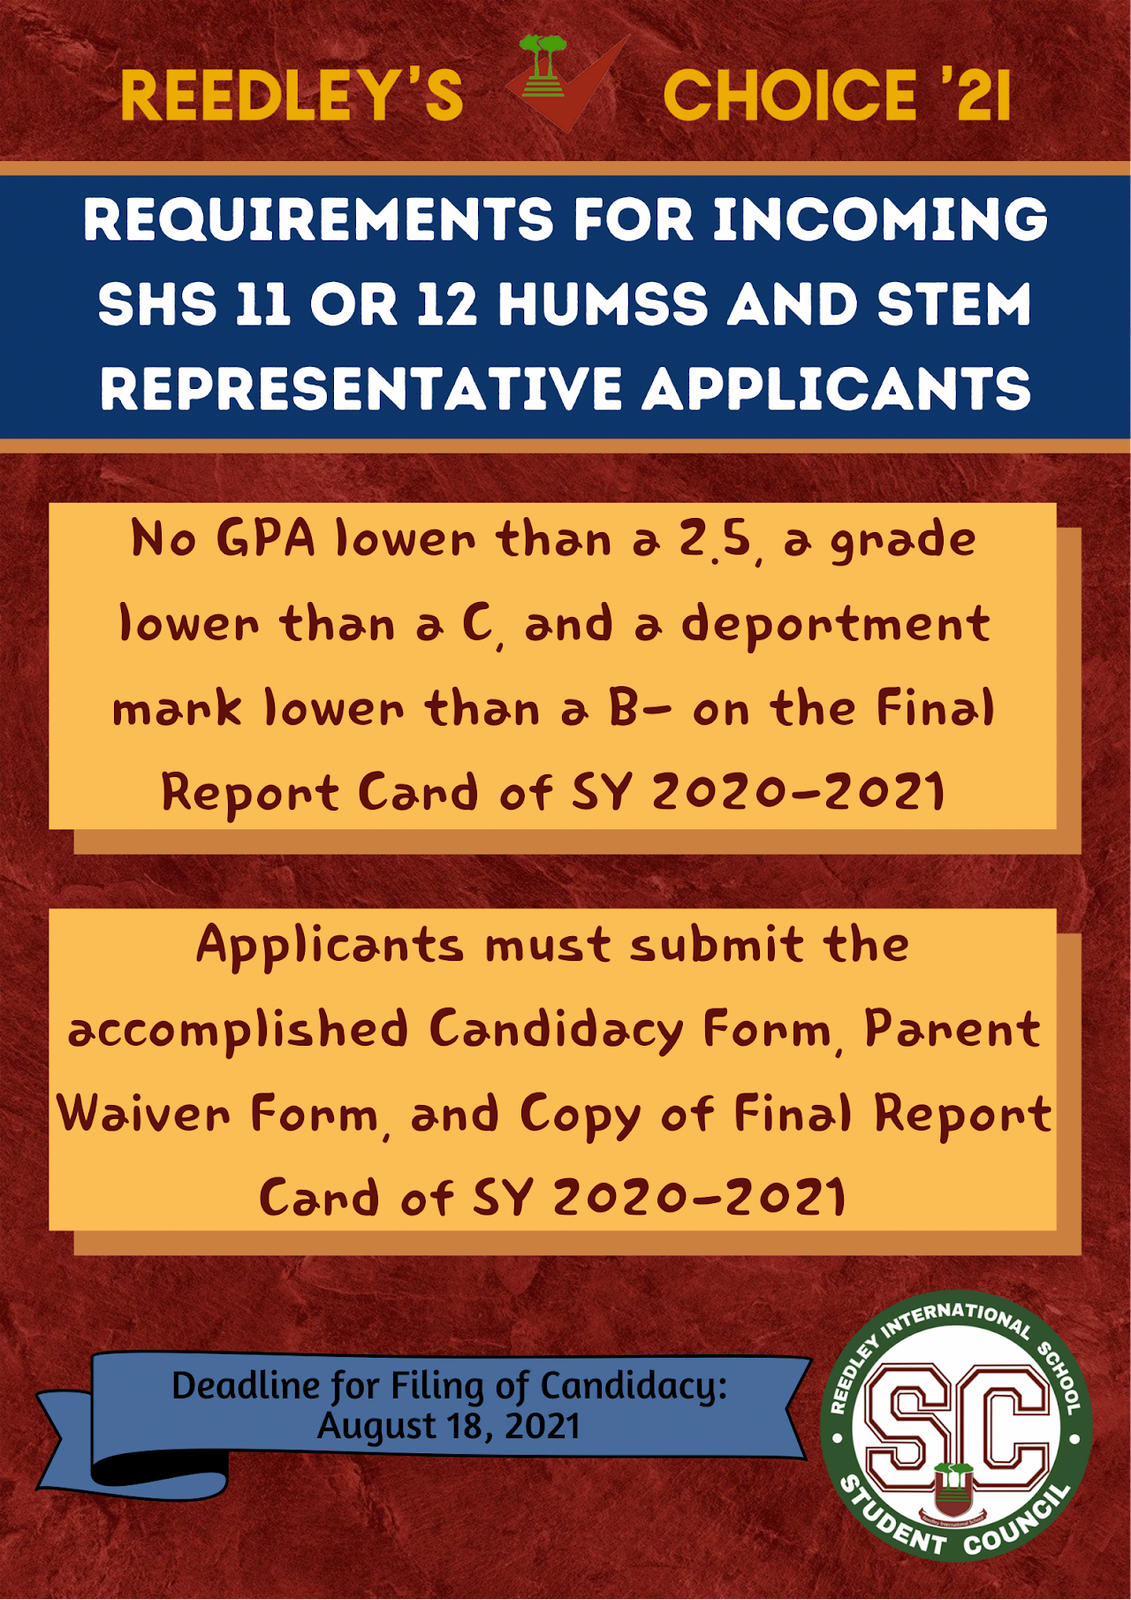 REEDLEY'S CHOICE '21
REQUIREMENTS FOR INCOMING
SHS 11 OR 12 HUMSS AND STEM
REPRESENTATIVE APPLICANTS
No GPA lower than a 2.5, a grade
lower than a C, and a deportment
mark lower than a B- on the Final
Report Card of SY 2020-2021
Applicants must submit the
accomplished Candidacy Form, Parent
Waiver Form, and Copy of Final Report
Card of SY 2020-2021
Deadline for Filing of Candidacy:
August 18, 2021
REEDLEY INTERNATIONAL SCHOOL
SC
Reedley International School
STUDENT COUNCIL